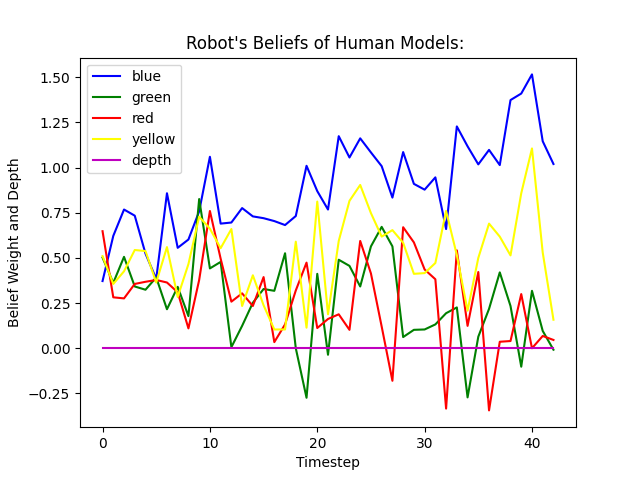 Robot's Beliefs of Human Models:
blue
green
red
yellow
depth
1.50
1.25
1.00
0.75
0.50
0.25
0.00
−0.25
Belief Weight and Depth
0 10 20 30 40
Timestep